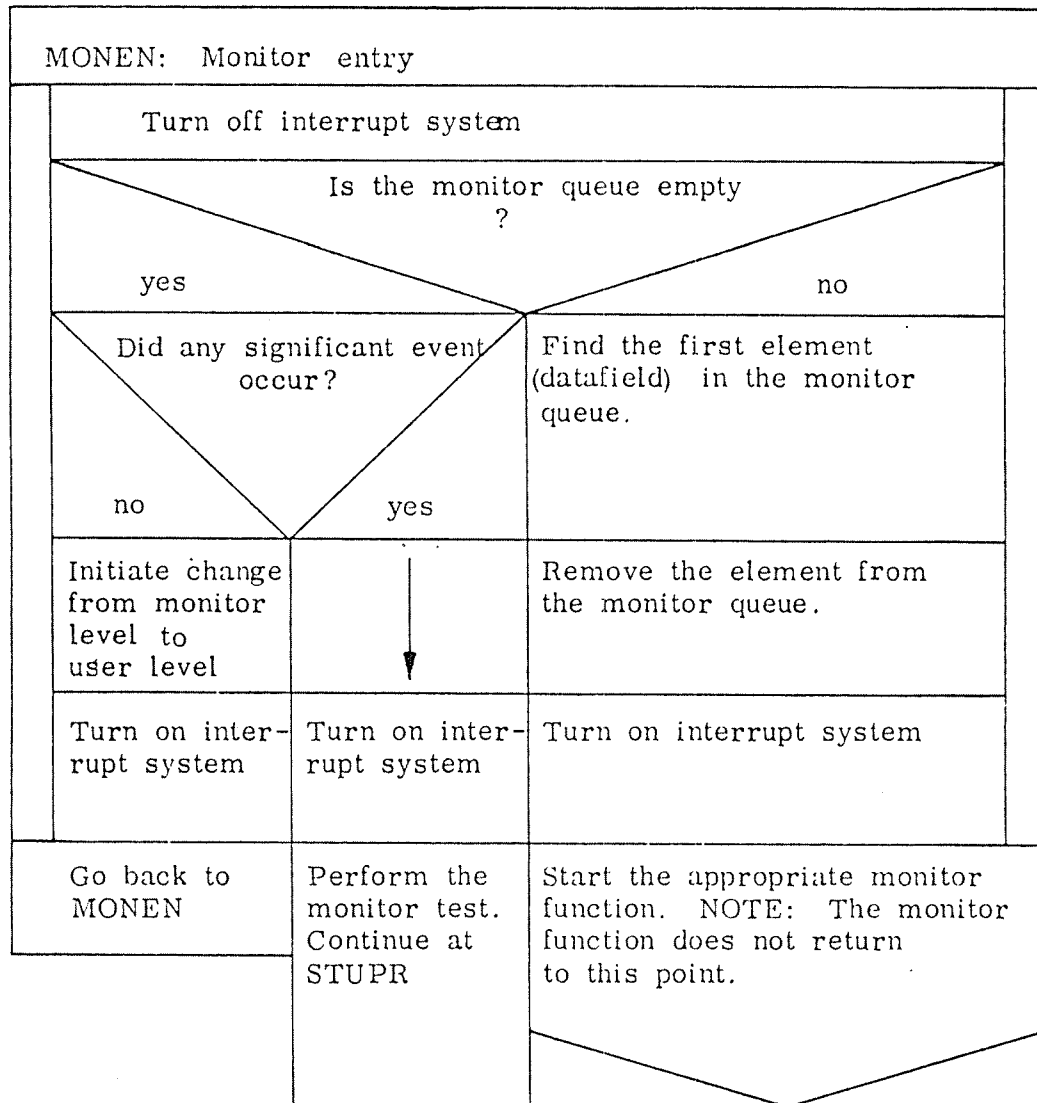 MONEN: Monitor entry
Turn off interrupt system
Is the monitor queue empty
?
yes
no
Did any significant event
occur?
no
yes
Find the first element
(datafield) in the monitor
queue.
Initiate change
from monitor
level to
user level
Remove the element from
the monitor queue.
Turn on inter-
rupt system
Turn on inter-
rupt system
Turn on interrupt system
Go back to
MONEN
Perform the
monitor test.
Continue at
STUPR
Start the appropriate monitor
function. NOTE: The monitor
function does not return
to this point.